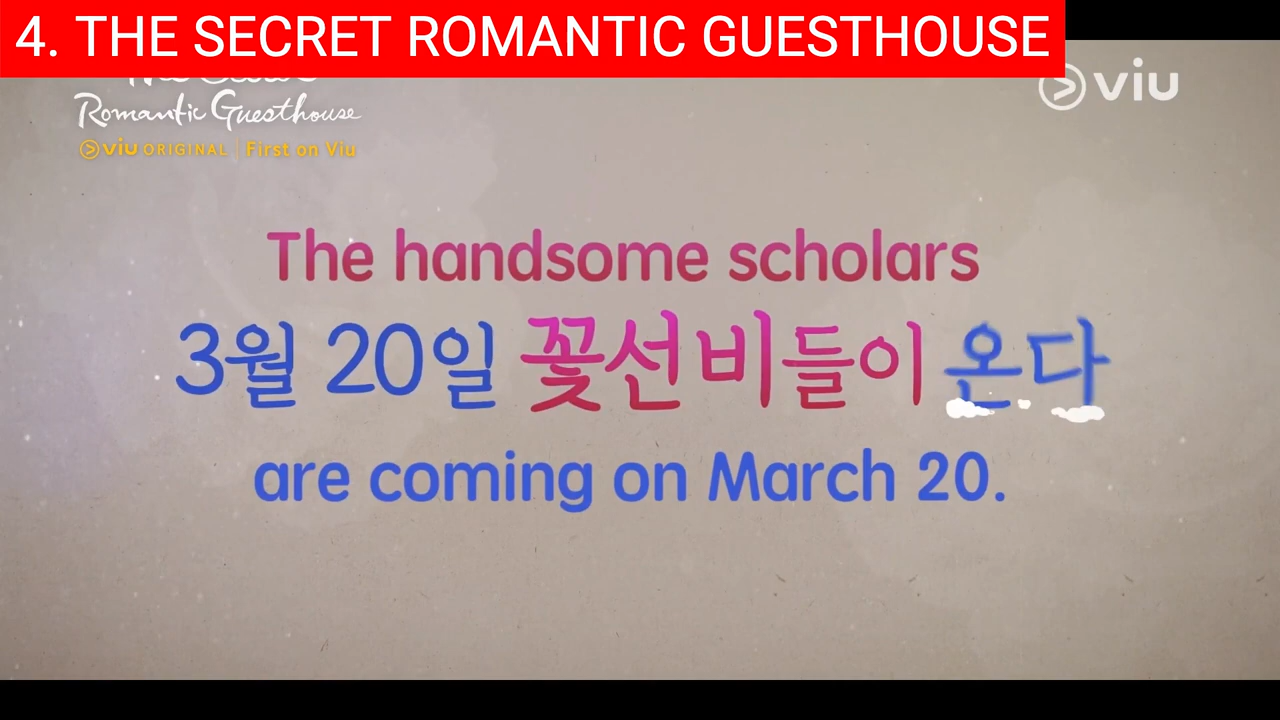 4. THE SECRET ROMANTIC GUESTHOUSE
Romantic Guesthouse
viu ORIGINAL | First on Viu
viu
The handsome scholars
3월 20일 꽃선비들이 온다
are coming on March 20.